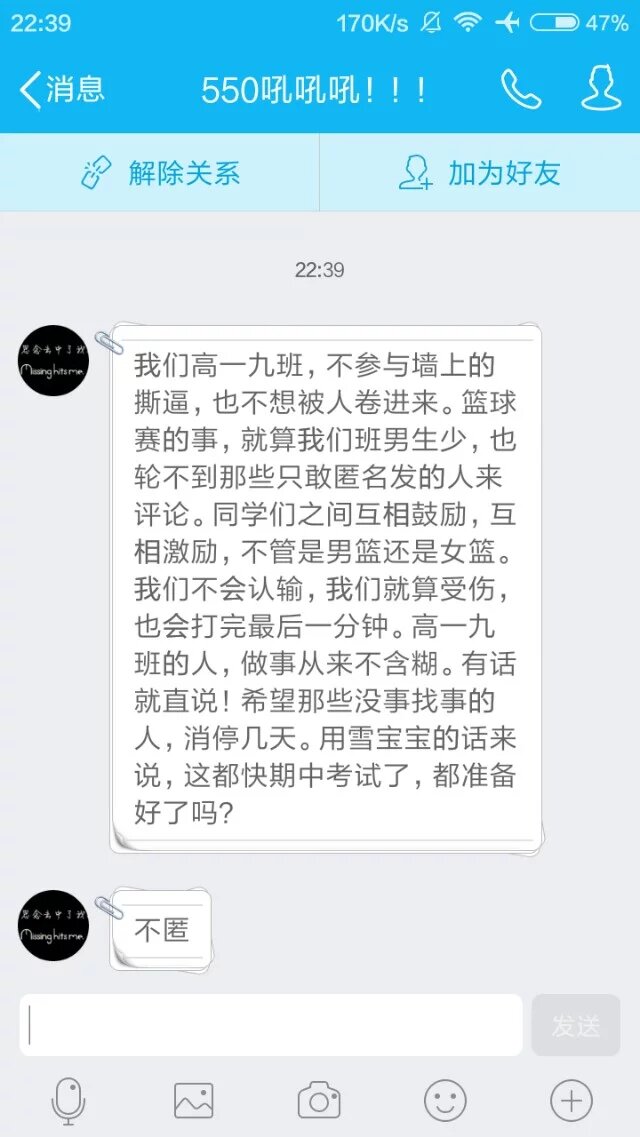 22:39 170K/s 47%
消息 550吼吼吼！！！
解除关系 加为好友
22:39
我们高一九班，不参与墙上的
撕逼，也不想被人卷进来。篮球
赛的事，就算我们班男生少，也
轮不到那些只敢匿名发的人来
评论。同学们之间互相鼓励，互
相激励，不管是男篮还是女篮。
我们不会认输，我们就算受伤，
也会打完最后一分钟。高一九
班的人，做事从来不含糊。有话
就直说！希望那些没事找事的
人，消停几天。用雪宝宝的话来
说，这都快期中考试了，都准备
好了吗?
思念击中了我
Missing hits me.
不匿
思念击中了我
Missing hits me.
发送